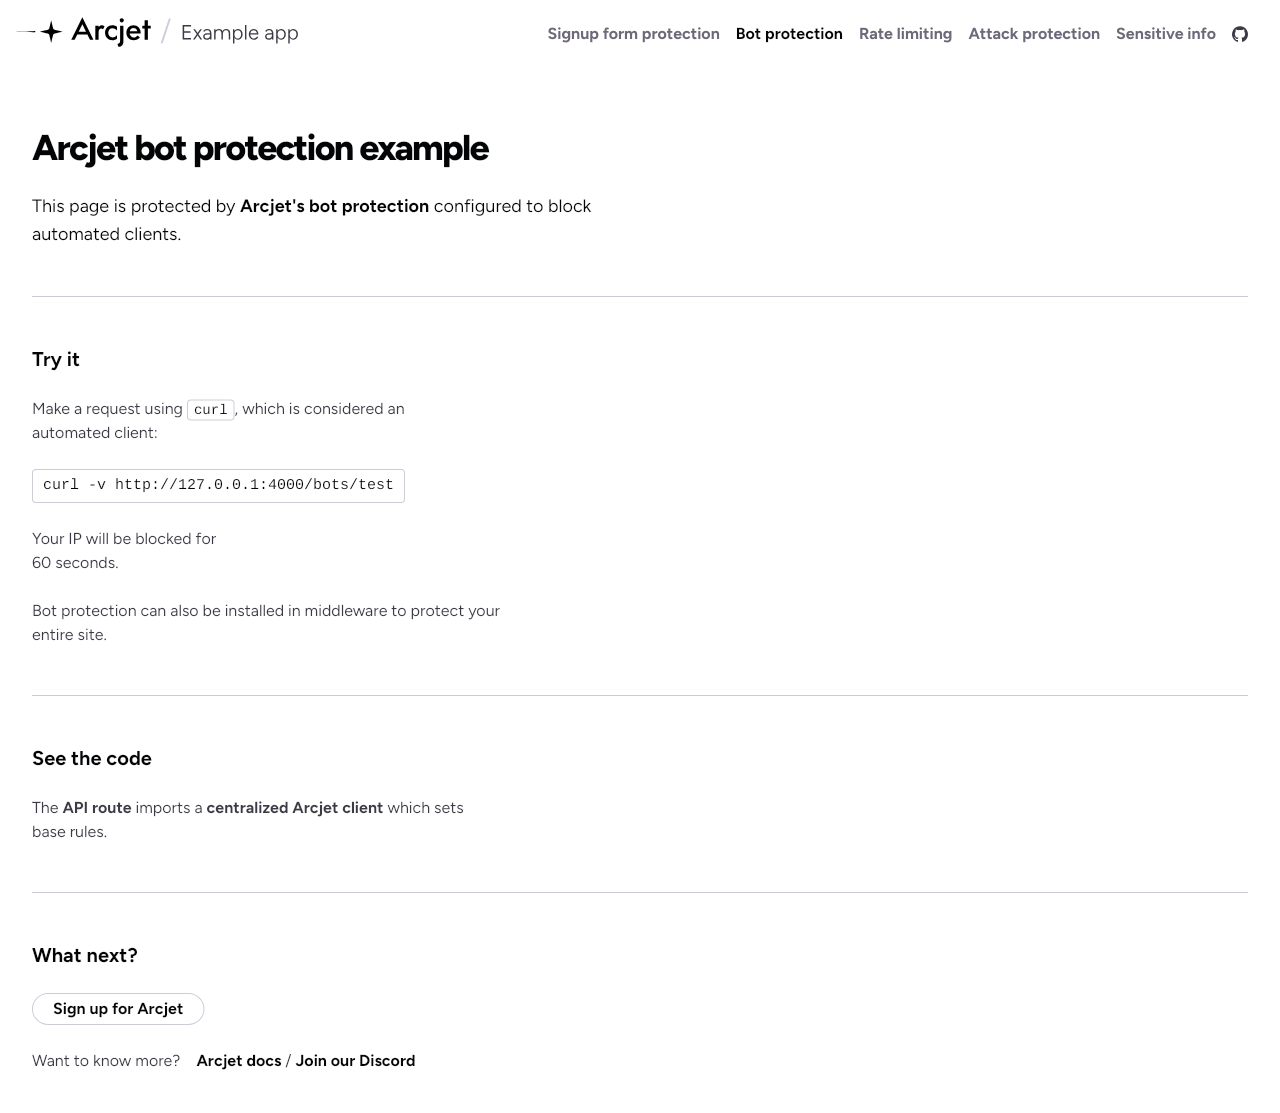 Arcjet / Example app
Signup form protection Bot protection Rate limiting Attack protection Sensitive info
Arcjet bot protection example
This page is protected by Arcjet's bot protection configured to block
automated clients.
Try it
Make a request using curl, which is considered an
automated client:
curl -v http://127.0.0.1:4000/bots/test
Your IP will be blocked for
60 seconds.
Bot protection can also be installed in middleware to protect your
entire site.
See the code
The API route imports a centralized Arcjet client which sets
base rules.
What next?
Sign up for Arcjet
Want to know more? Arcjet docs / Join our Discord